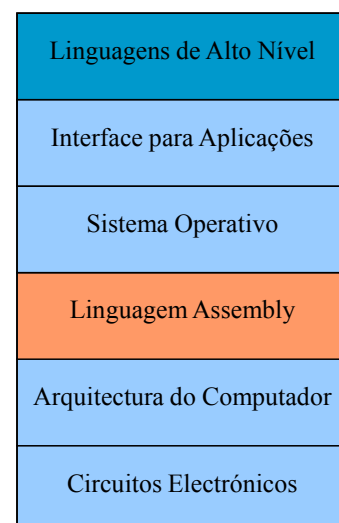 Linguagens de Alto Nível
Interface para Aplicações
Sistema Operativo
Linguagem Assembly
Arquitectura do Computador
Circuitos Electrónicos